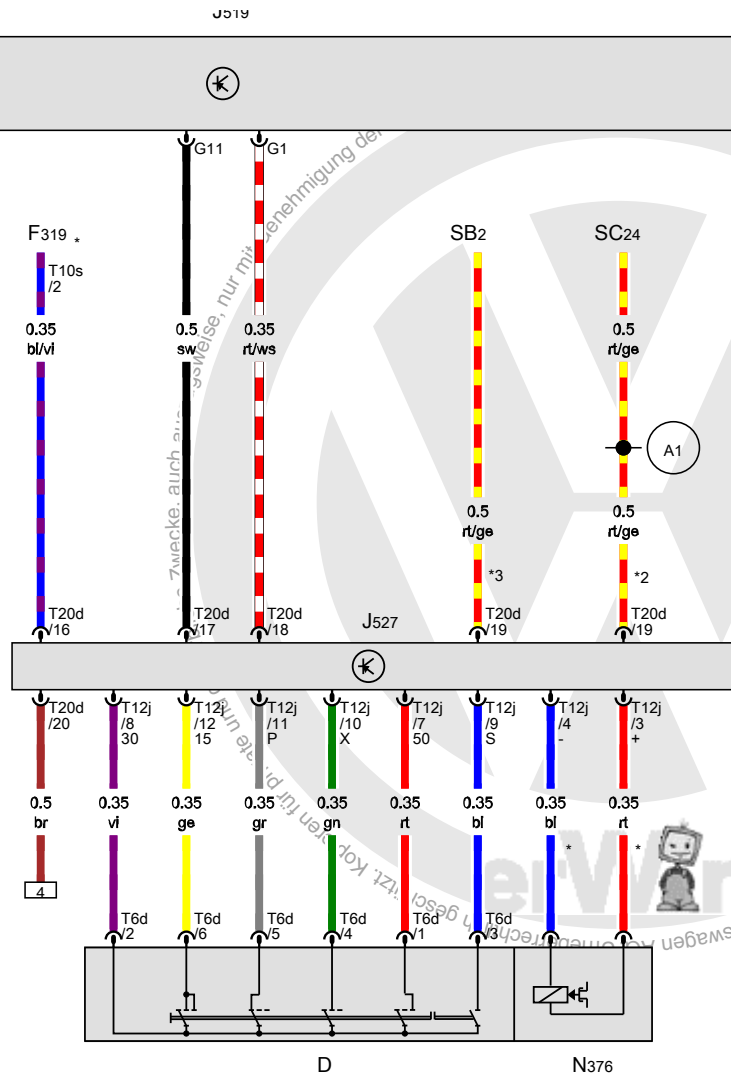 J519
G11
G1
F319 *
SB2
SC24
T10s
/2
0.35
bl/vi
0.5
sw
0.35
rt/ws
0.5
rt/ge
A1
0.5
rt/ge
0.5
rt/ge
*3
*2
T20d
/16
T20d
/17
T20d
/18
J527
T20d
/19
T20d
/19
T20d
/20
T12j
/8
30
T12j
/12
15
T12j
/11
P
T12j
/10
X
T12j
/7
50
T12j
/9
S
T12j
/4
-
T12j
/3
+
0.5
br
0.35
vi
0.35
ge
0.35
gr
0.35
gn
0.35
rt
0.35
bl
0.35
bl
0.35
rt
*
*
4
T6d
/2
T6d
/6
T6d
/5
T6d
/4
T6d
/1
T6d
/3
D
N376